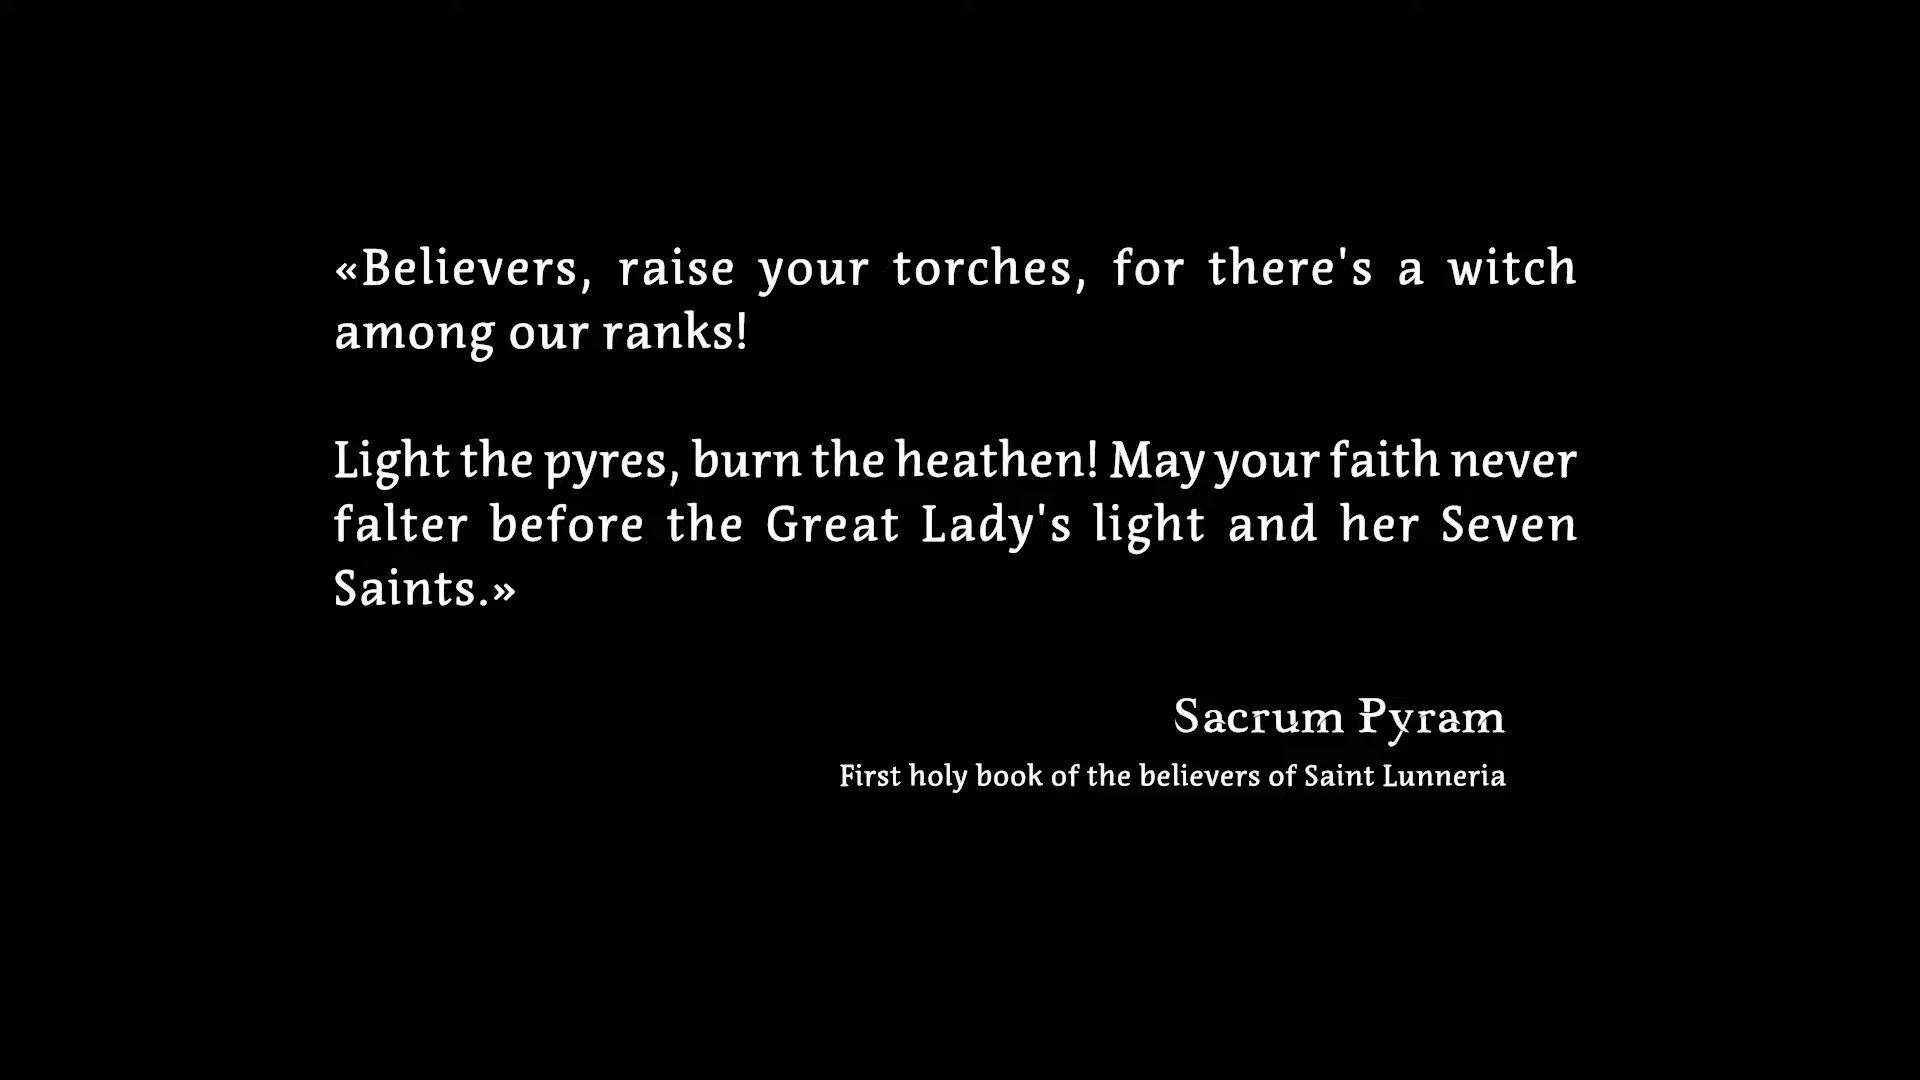 «Believers, raise your torches, for there's a witch
among our ranks!
Light the pyres, burn the heathen! May your faith never
falter before the Great Lady's light and her Seven
Saints.»
Sacrum Pyram
First holy book of the believers of Saint Lunneria